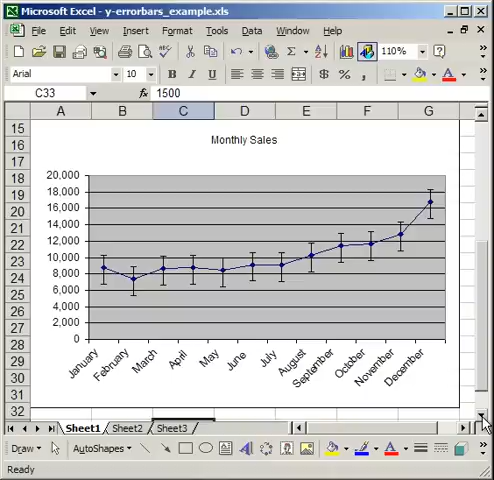 Microsoft Excel - y-errorbars_example.xls
File Edit View Insert Format Tools Data Window Help
Σ 110%
Arial 10 B I U $ %
C33 fx 1500
A B C D E F G
15
16 Monthly Sales
17
18 20,000
19 18,000
20 16,000
21 14,000
22 12,000
23 10,000
24 8,000
25 6,000
26 4,000
27 2,000
28 0
29 January February March April May June July August September October November December
30
31
32
Sheet1 Sheet2 Sheet3
Draw AutoShapes A A
Ready